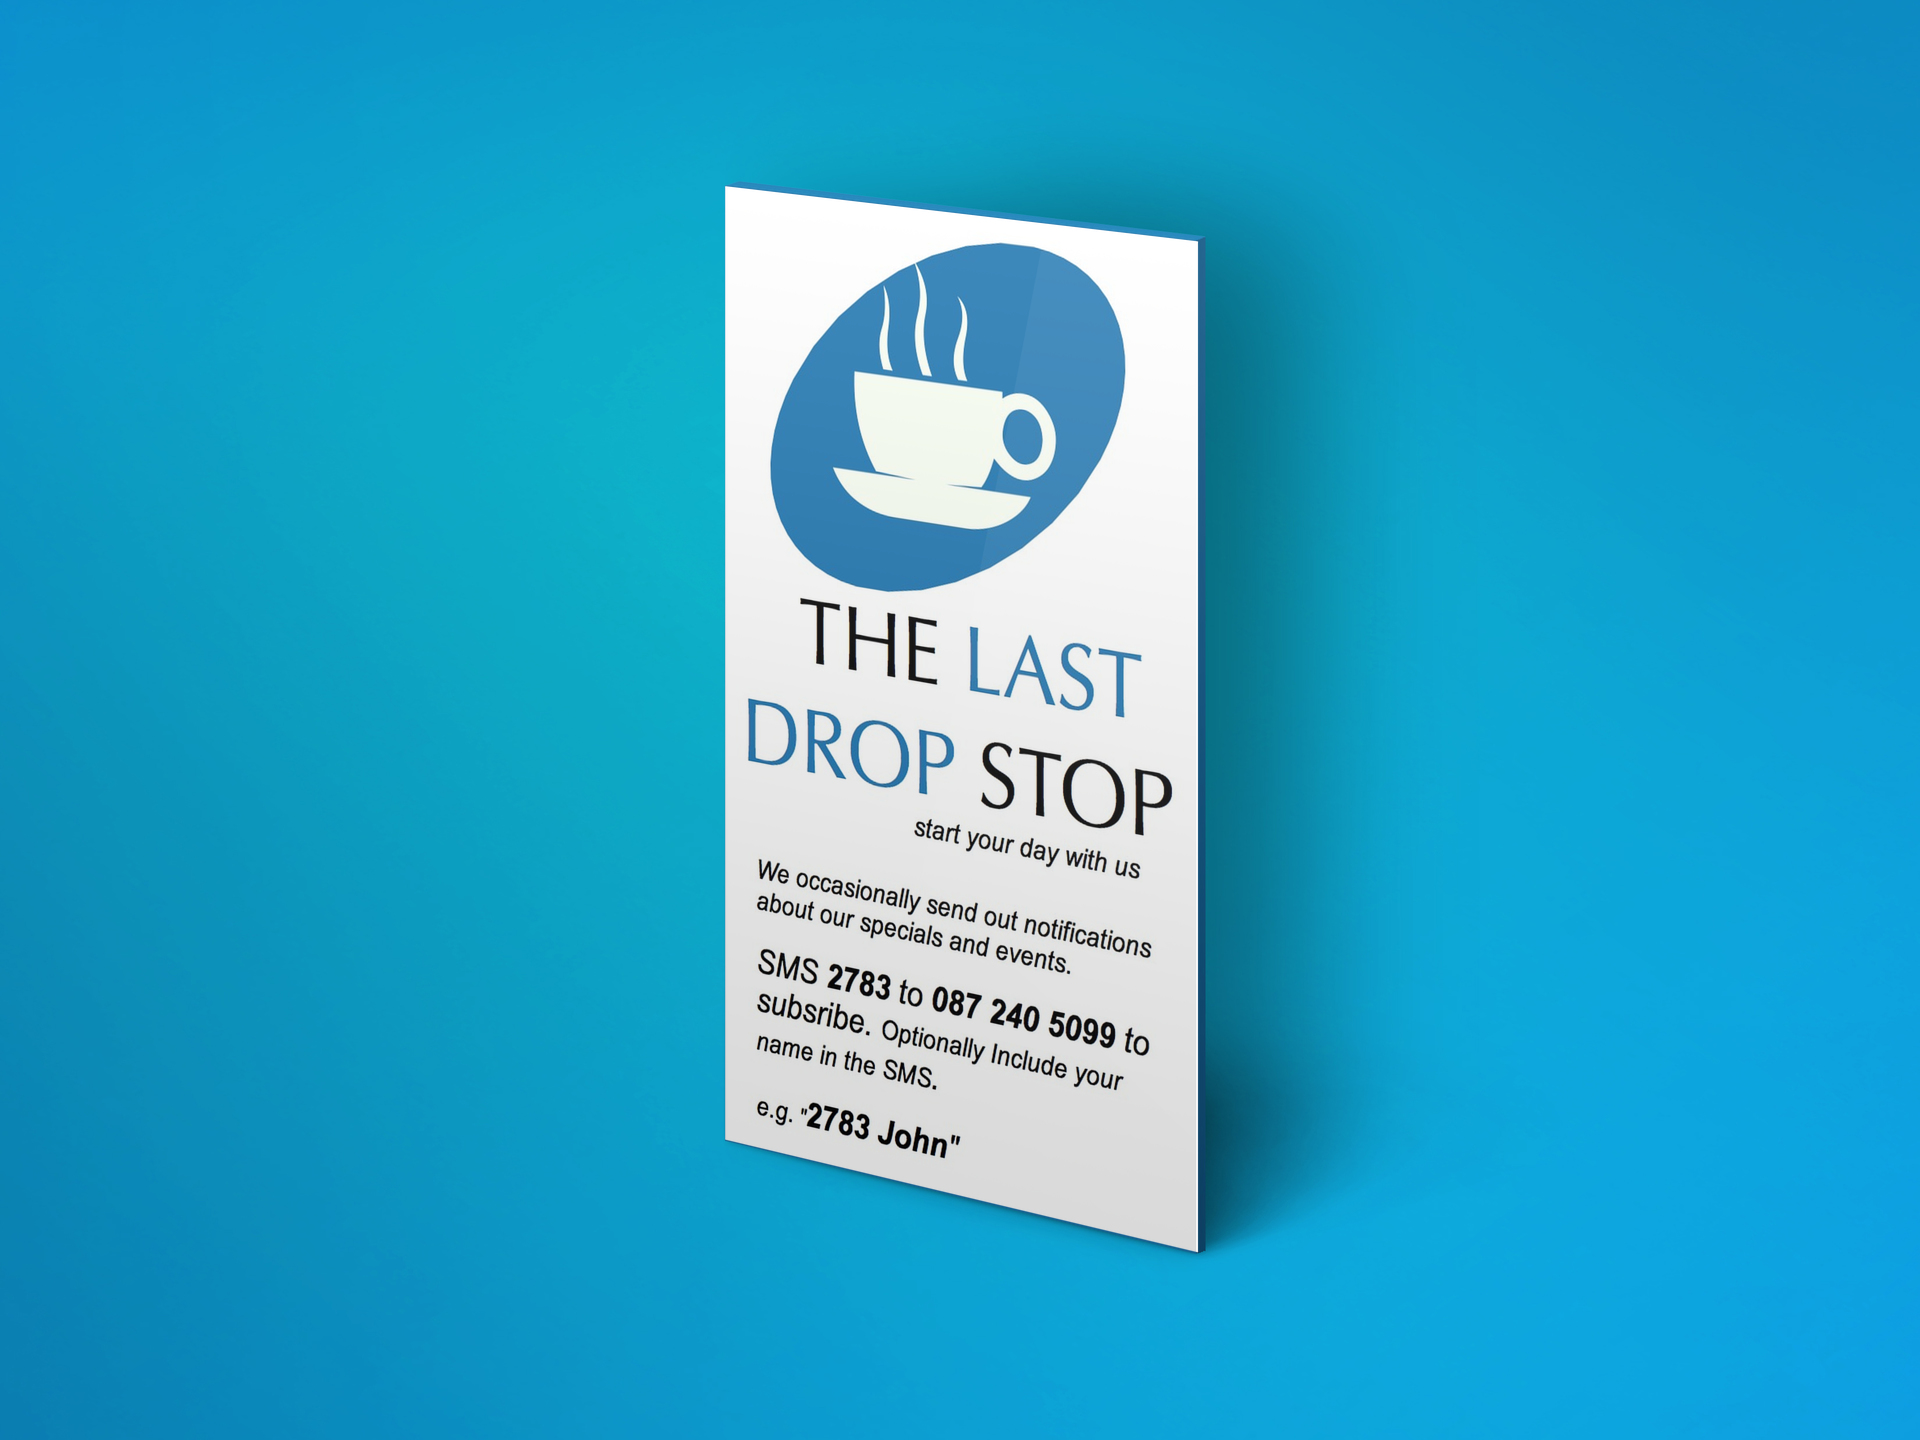 THE LAST
DROP STOP
start your day with us
We occasionally send out notifications
about our specials and events.
SMS 2783 to 087 240 5099 to
subsribe. Optionally Include your
name in the SMS.
e.g. "2783 John"